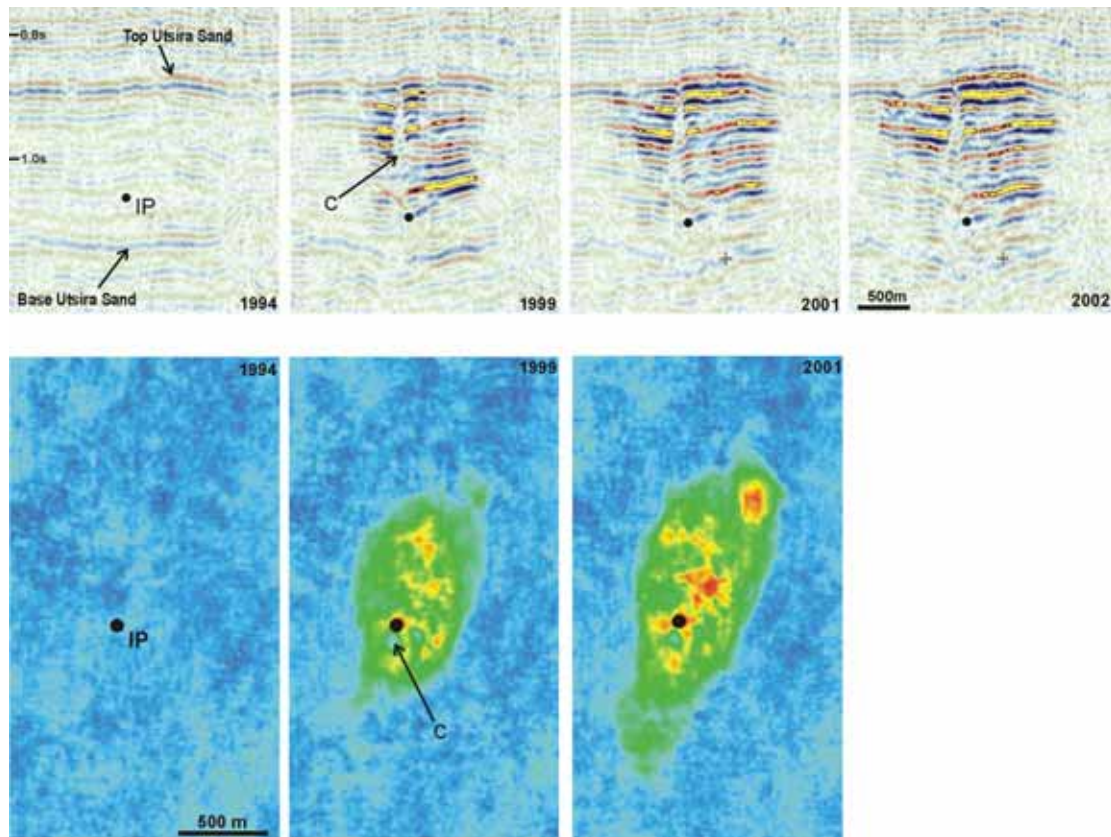 0.8s
Top Utsira Sand
1.0s
IP
Base Utsira Sand
1994
C
1999
2001
500m
2002
1994
IP
500 m
1999
C
2001